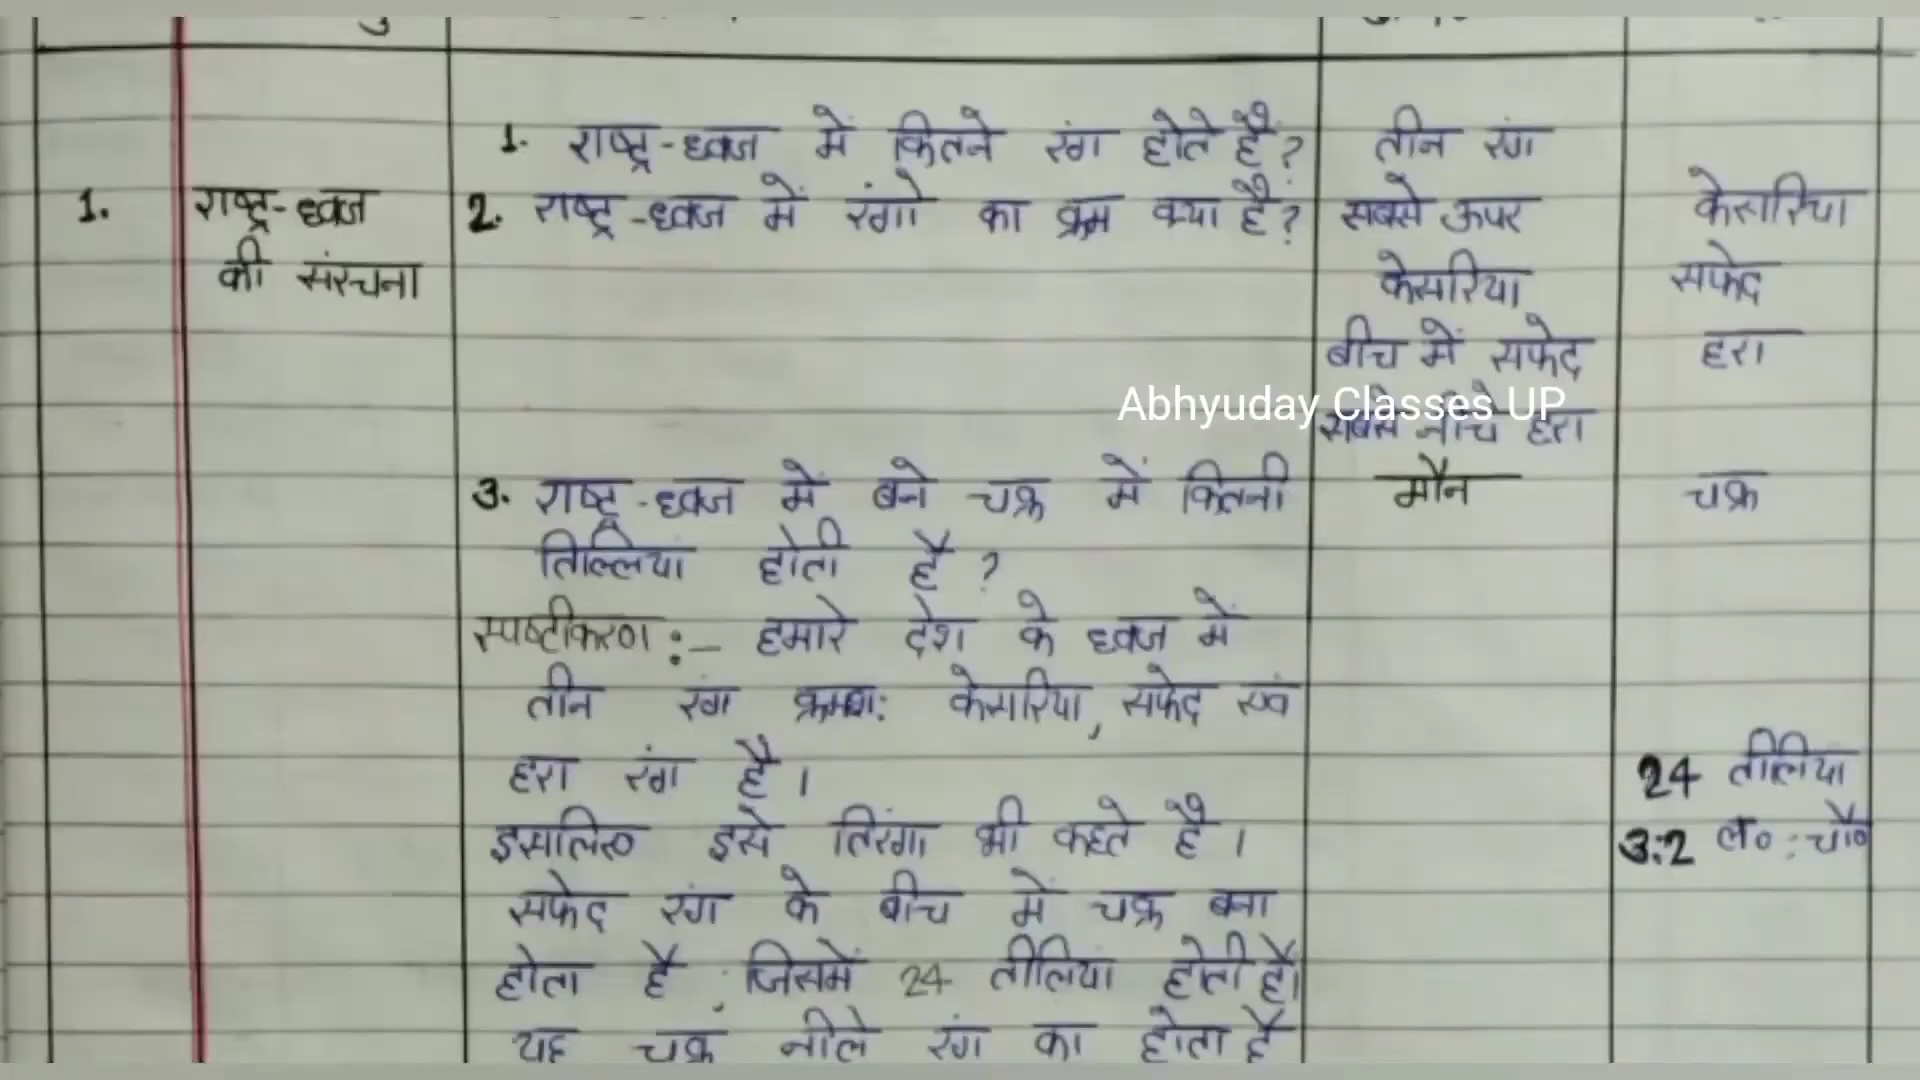 1. राष्ट्र-ध्वज में कितने रंग होते हैं? तीन रंग
1. राष्ट्र-ध्वज 2. राष्ट्र-ध्वज में रंगो का क्रम क्या है? सबसे ऊपर केसरिया
की संरचना केसरिया सफेद
बीच में सफेद हरा
Abhyuday Classes UP
सबसे नीचे हरा
3. राष्ट्र-ध्वज में बने चक्र में कितनी मौन चक्र
तिल्लिया होती है ?
स्पष्टीकरण :- हमारे देश के ध्वज में
तीन रंग क्रमशः केसरिया, सफेद एवं
हरा रंग है । 24 तीलिया
इसलिए इसे तिरंगा भी कहते है । 3:2 ल० : चौ०
सफेद रंग के बीच में चक्र बना
होता है, जिसमें 24 तीलिया होती है।
यह चक्र नीले रंग का होता है